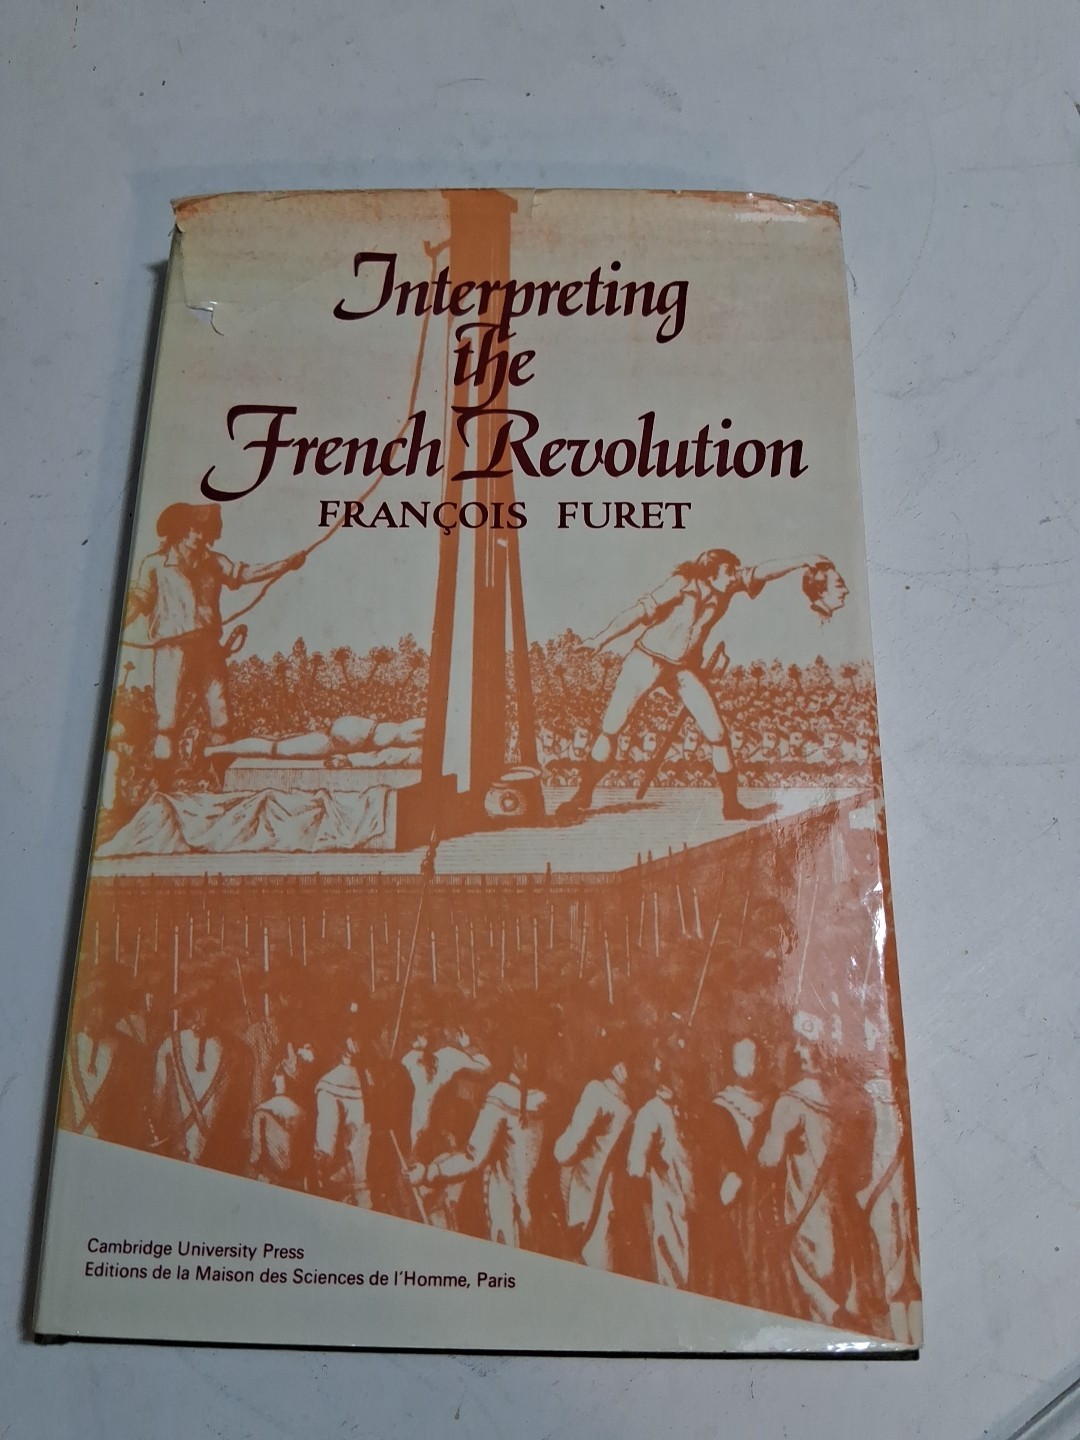 Interpreting
the
French Revolution
FRANÇOIS FURET
Cambridge University Press
Editions de la Maison des Sciences de l'Homme, Paris